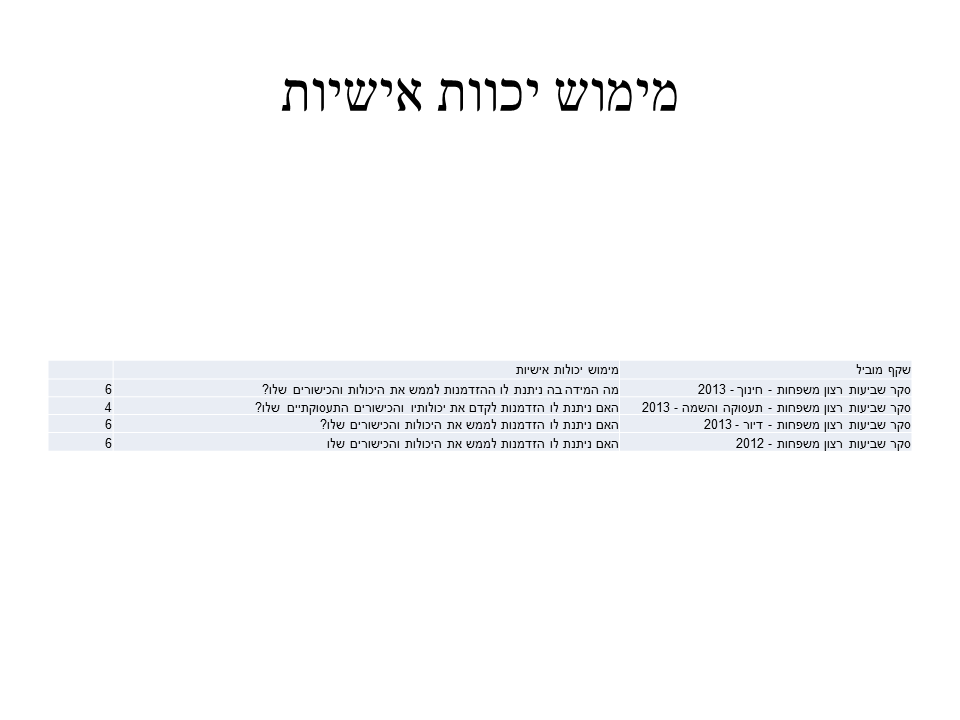 מימוש יכוות אישיות
שקף מוביל מימוש יכולות אישיות
סקר שביעות רצון משפחות - חינוך - 2013 מה המידה בה ניתנת לו ההזדמנות לממש את היכולות והכישורים שלו? 6
סקר שביעות רצון משפחות - תעסוקה והשמה - 2013 האם ניתנת לו הזדמנות לקדם את יכולותיו והכישורים התעסוקתיים שלו? 4
סקר שביעות רצון משפחות - דיור - 2013 האם ניתנת לו הזדמנות לממש את היכולות והכישורים שלו? 6
סקר שביעות רצון משפחות - 2012 האם ניתנת לו הזדמנות לממש את היכולות והכישורים שלו 6